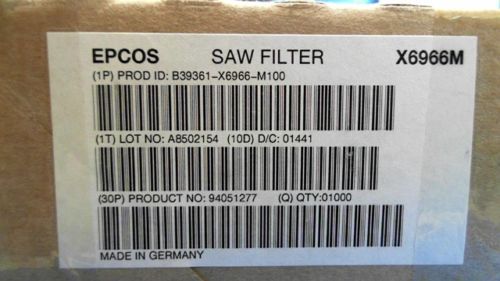 EPCOS SAW FILTER X6966M
(1P) PROD ID: B39361-X6966-M100
(1T) LOT NO: A8502154 (10D) D/C: 01441
(30P) PRODUCT NO: 94051277 (Q) QTY:01000
MADE IN GERMANY